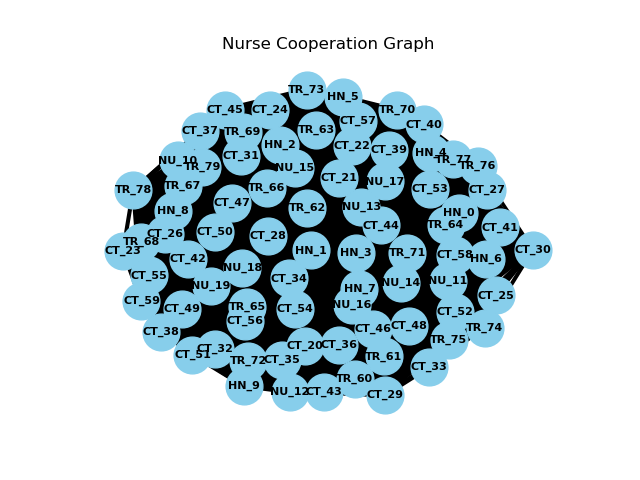 Nurse Cooperation Graph
TR_73
HN_5
CT_45
CT_24
TR_70
CT_57
CT_40
CT_37
TR_69
TR_63
HN_2
CT_22
CT_39
HN_4
CT_31
NU_10
TR_77
TR_79
NU_15
TR_76
CT_21
NU_17
TR_67
TR_66
TR_78
CT_53
CT_27
CT_47
HN_8
TR_62
NU_13
HN_0
CT_44
TR_64
CT_41
CT_50
CT_26
CT_28
TR_68
CT_23
HN_1
HN_3
TR_71
CT_58
CT_30
CT_42
HN_6
NU_18
CT_55
CT_34
NU_14
NU_11
NU_19
HN_7
CT_25
CT_59
NU_16
TR_65
CT_49
CT_54
CT_52
CT_56
CT_46
CT_48
TR_74
CT_38
TR_75
CT_20
CT_36
CT_32
CT_51
TR_61
TR_72
CT_35
CT_33
TR_60
HN_9
NU_12
CT_43
CT_29